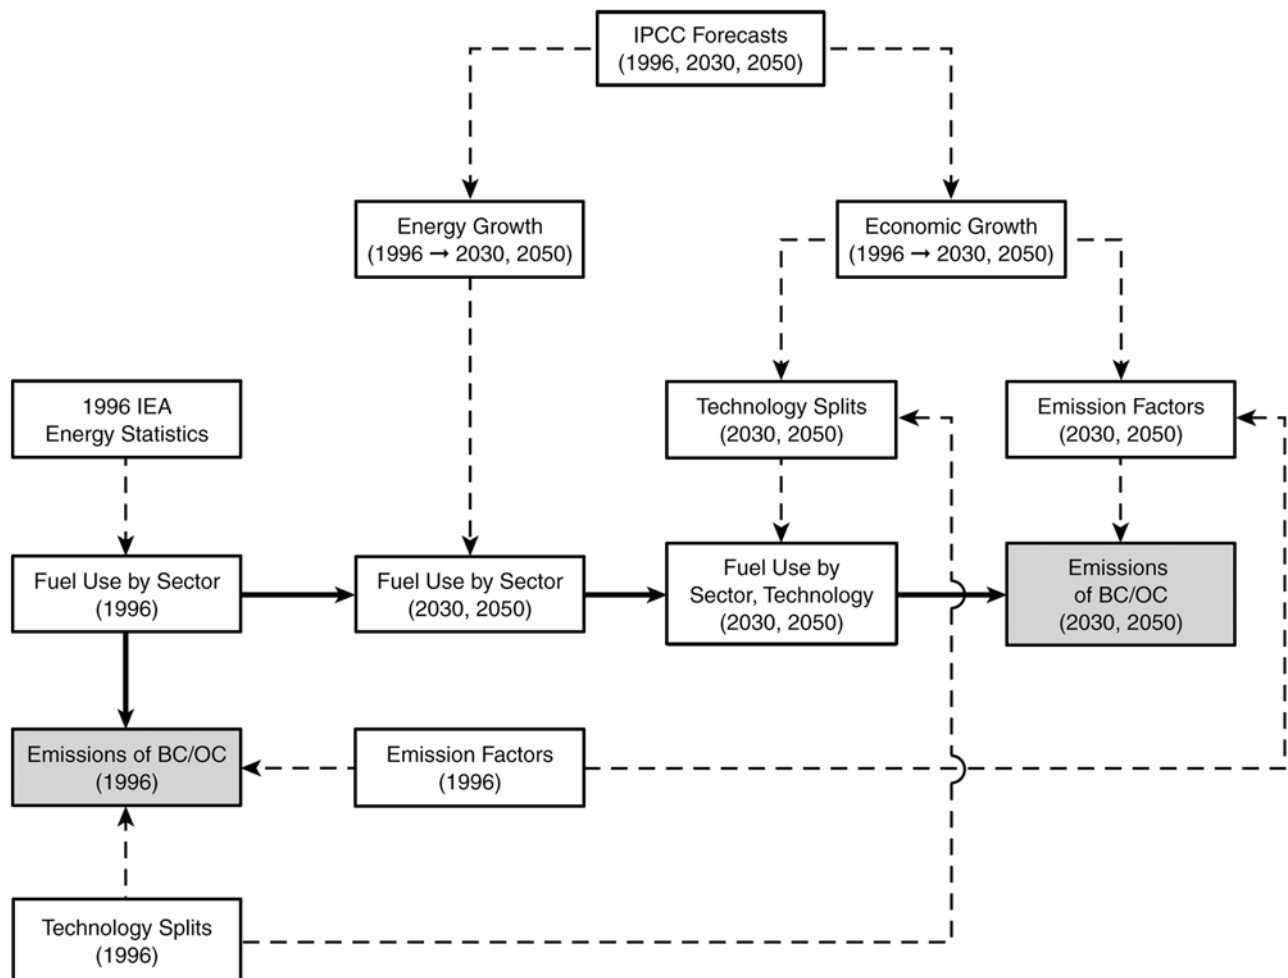 IPCC Forecasts
(1996, 2030, 2050)
Energy Growth
(1996 → 2030, 2050)
Economic Growth
(1996 → 2030, 2050)
1996 IEA
Energy Statistics
Technology Splits
(2030, 2050)
Emission Factors
(2030, 2050)
Fuel Use by Sector
(1996)
Fuel Use by Sector
(2030, 2050)
Fuel Use by
Sector, Technology
(2030, 2050)
Emissions
of BC/OC
(2030, 2050)
Emissions of BC/OC
(1996)
Emission Factors
(1996)
Technology Splits
(1996)